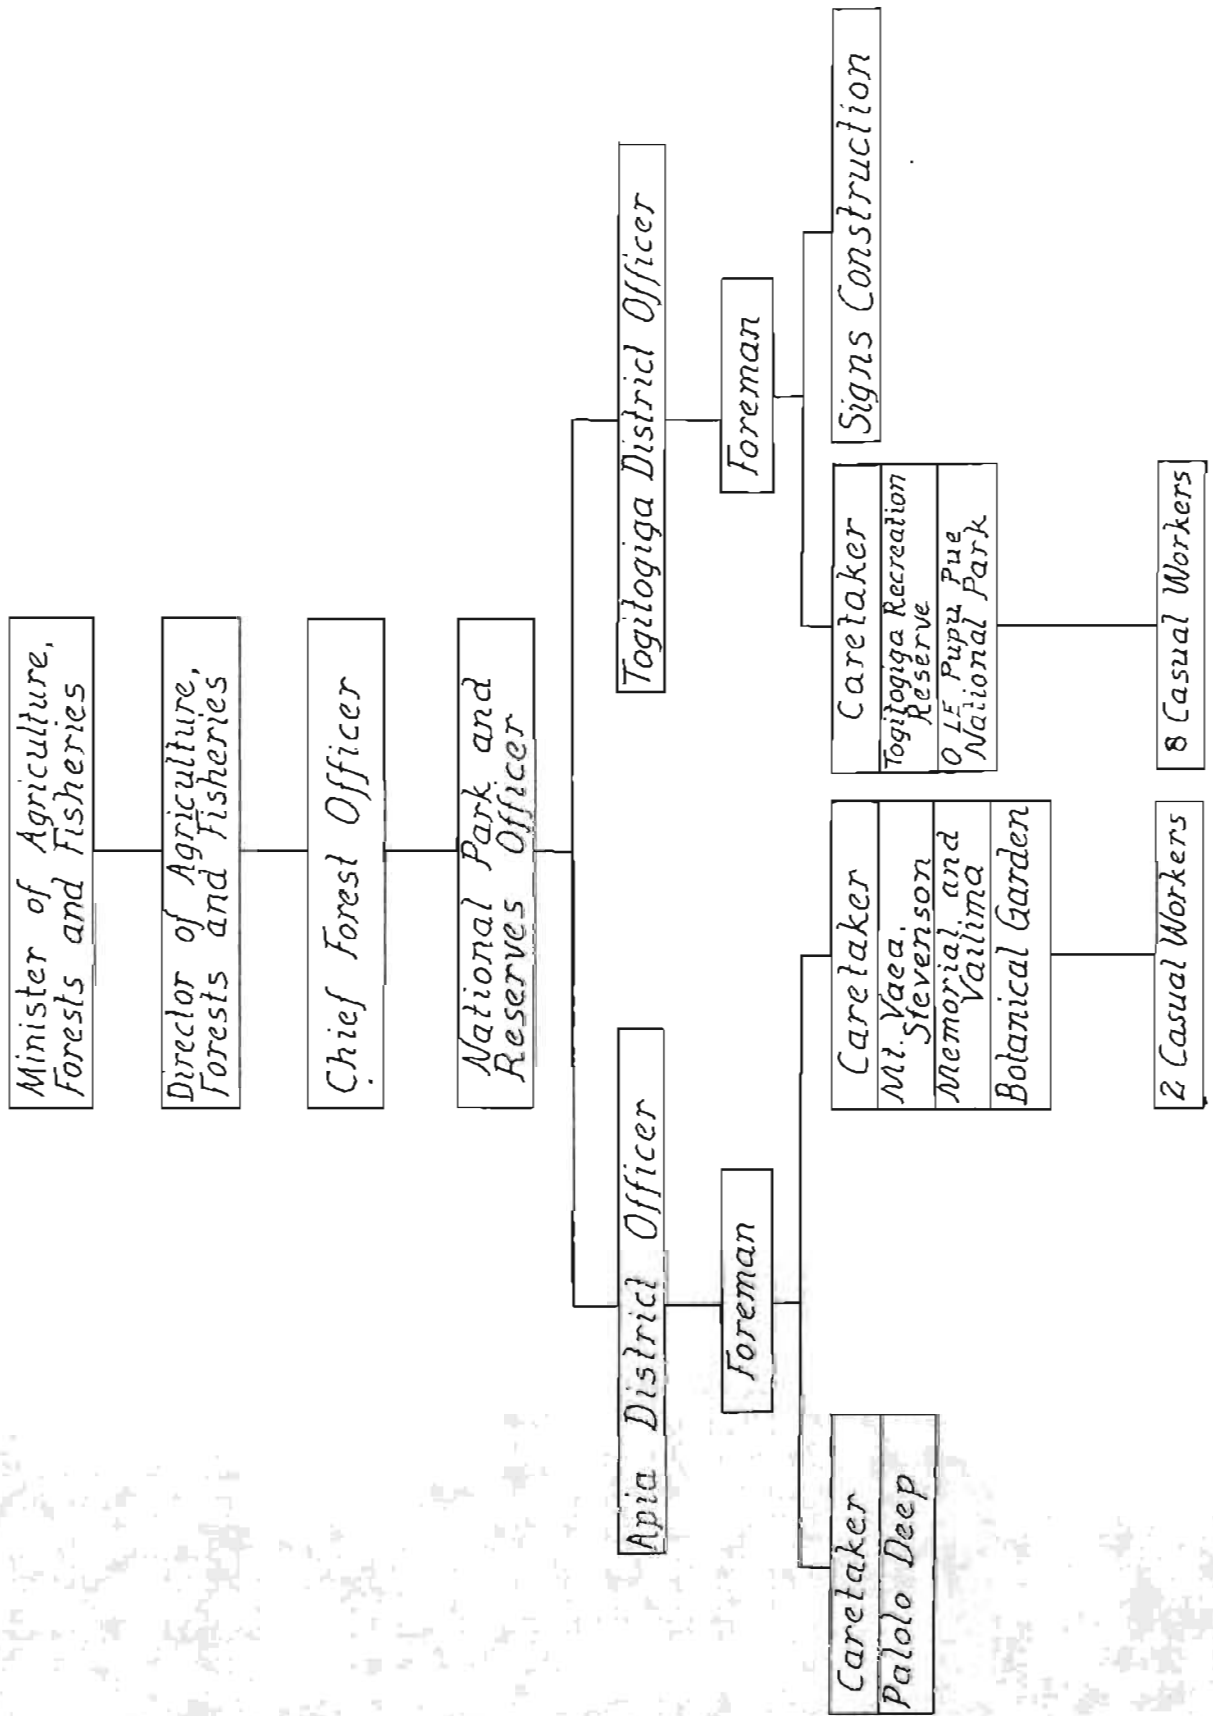 Minister of Agriculture,
Forests and Fisheries
Director of Agriculture,
Forests and Fisheries
Chief Forest Officer
National Park and
Reserves Officer
Apia District Officer
Togitogiga District Officer
Foreman
Foreman
Caretaker
Palolo Deep
Caretaker
Mt. Vaea,
Stevenson
Memorial and
Vailima
Botanical Garden
Caretaker
Togitogiga Recreation
Reserve
O LE Pupu Pue
National Park
Signs Construction
2 Casual Workers
8 Casual Workers